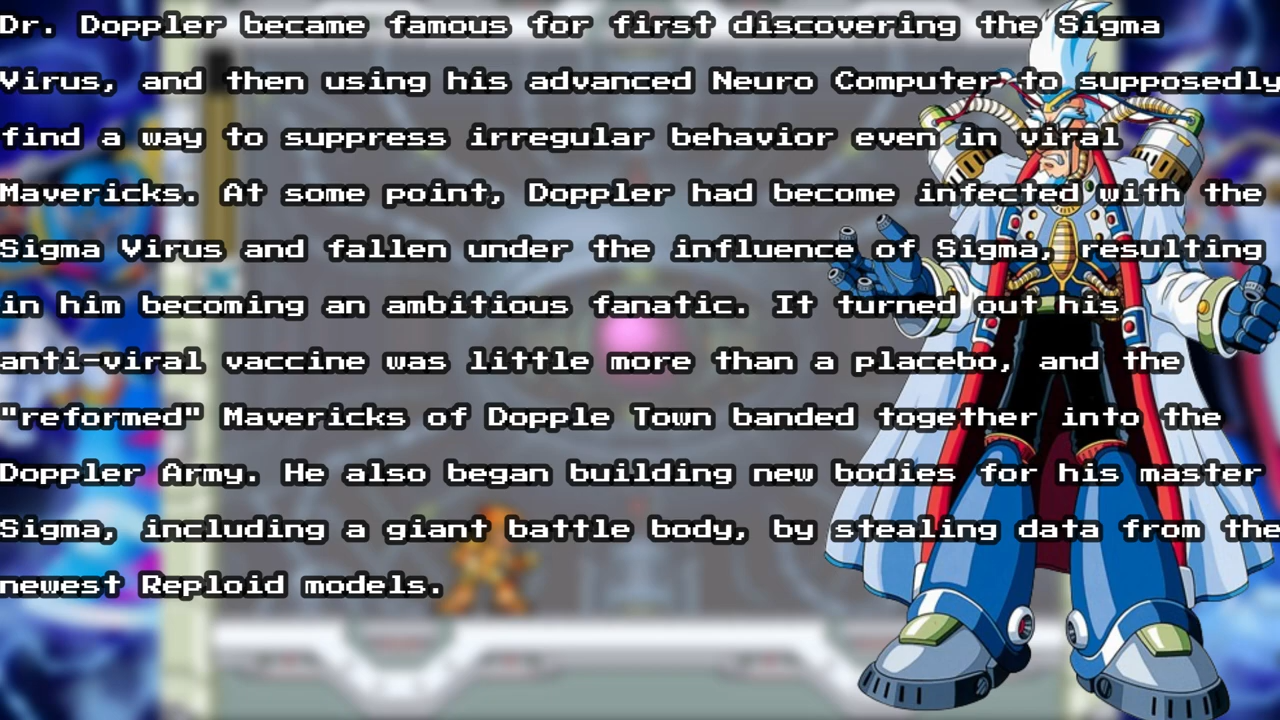 Dr. Doppler became famous for first discovering the Sigma
Virus, and then using his advanced Neuro Computer to supposedly
find a way to suppress irregular behavior even in viral
Mavericks. At some point, Doppler had become infected with the
Sigma Virus and fallen under the influence of Sigma, resulting
in him becoming an ambitious fanatic. It turned out his
anti-viral vaccine was little more than a placebo, and the
"reformed" Mavericks of Dopple Town banded together into the
Doppler Army. He also began building new bodies for his master
Sigma, including a giant battle body, by stealing data from the
newest Reploid models.